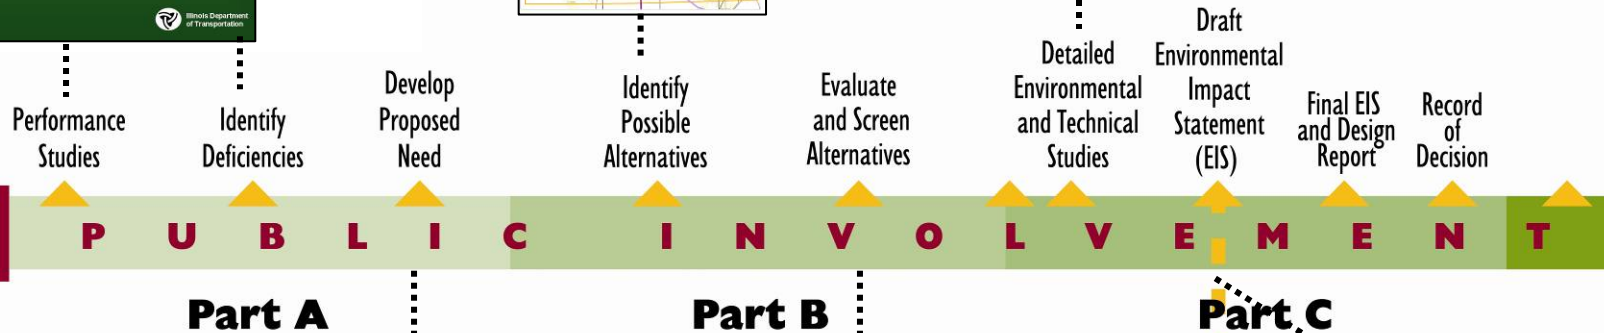 Illinois Department
of Transportation
Performance
Studies
Identify
Deficiencies
Develop
Proposed
Need
Identify
Possible
Alternatives
Evaluate
and Screen
Alternatives
Detailed
Environmental
and Technical
Studies
Draft
Environmental
Impact
Statement
(EIS)
Final EIS
and Design
Report
Record
of
Decision
PUBLIC INVOLVEMENT
Part A
Part B
Part C